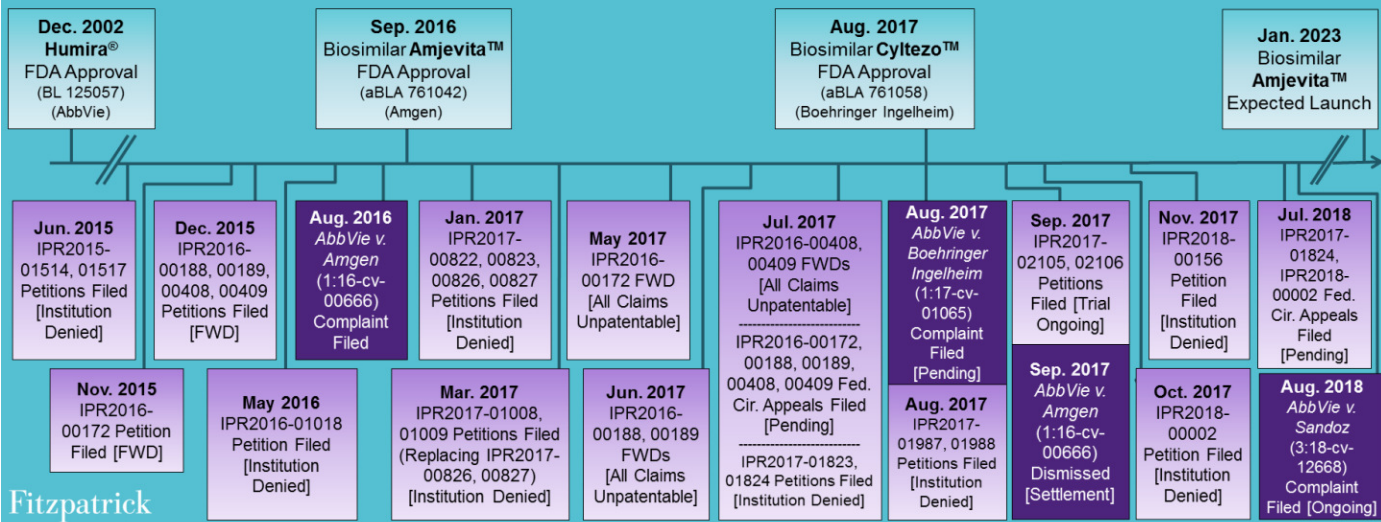 Dec. 2002
Humira®
FDA Approval
(BL 125057)
(AbbVie)
Sep. 2016
Biosimilar Amjevita™
FDA Approval
(aBLA 761042)
(Amgen)
Aug. 2017
Biosimilar Cyltezo™
FDA Approval
(aBLA 761058)
(Boehringer Ingelheim)
Jan. 2023
Biosimilar
Amjevita™
Expected Launch
Jun. 2015
IPR2015-
01514, 01517
Petitions Filed
[Institution
Denied]
Nov. 2015
IPR2016-
00172 Petition
Filed [FWD]
Dec. 2015
IPR2016-
00188, 00189,
00408, 00409
Petitions Filed
[FWD]
May 2016
IPR2016-01018
Petition Filed
[Institution
Denied]
Aug. 2016
AbbVie v.
Amgen
(1:16-cv-
00666)
Complaint
Filed
Jan. 2017
IPR2017-
00822, 00823,
00826, 00827
Petitions Filed
[Institution
Denied]
Mar. 2017
IPR2017-01008,
01009 Petitions Filed
(Replacing IPR2017-
00826, 00827)
[Institution Denied]
May 2017
IPR2016-
00172 FWD
[All Claims
Unpatentable]
Jun. 2017
IPR2016-
00188, 00189
FWDs
[All Claims
Unpatentable]
Jul. 2017
IPR2016-00408,
00409 FWDs
[All Claims
Unpatentable]
----------------------------
IPR2016-00172,
00188, 00189,
00408, 00409 Fed.
Cir. Appeals Filed
[Pending]
----------------------------
IPR2017-01823,
01824 Petitions Filed
[Institution Denied]
Aug. 2017
AbbVie v.
Boehringer
Ingelheim
(1:17-cv-
01065)
Complaint
Filed
[Pending]
Aug. 2017
IPR2017-
01987, 01988
Petitions Filed
[Institution
Denied]
Sep. 2017
IPR2017-
02105, 02106
Petitions
Filed [Trial
Ongoing]
Sep. 2017
AbbVie v.
Amgen
(1:16-cv-
00666)
Dismissed
[Settlement]
Nov. 2017
IPR2018-
00156
Petition
Filed
[Institution
Denied]
Oct. 2017
IPR2018-
00002
Petition Filed
[Institution
Denied]
Jul. 2018
IPR2017-
01824,
IPR2018-
00002 Fed.
Cir. Appeals
Filed
[Pending]
Aug. 2018
AbbVie v.
Sandoz
(3:18-cv-
12668)
Complaint
Filed [Ongoing]
Fitzpatrick